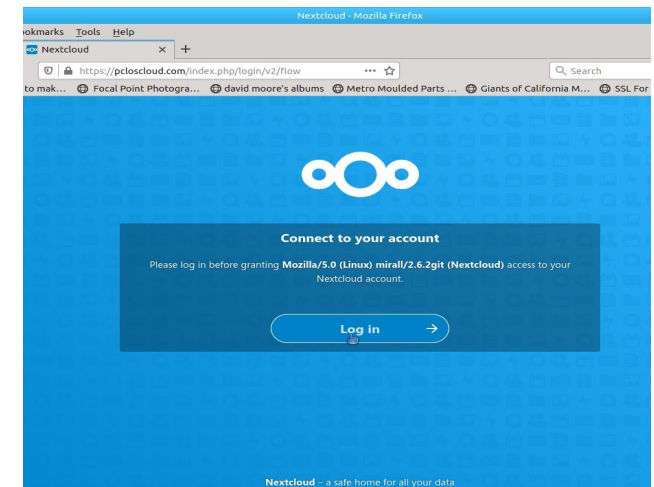 Nextcloud - Mozilla Firefox
ookmarks Tools Help
Nextcloud × +
https://pcloscloud.com/index.php/login/v2/flow ••• Search
to mak... Focal Point Photogra... david moore's albums Metro Moulded Parts ... Giants of California M... SSL For
Connect to your account
Please log in before granting Mozilla/5.0 (Linux) mirall/2.6.2git (Nextcloud) access to your
Nextcloud account.
Log in →
Nextcloud – a safe home for all your data